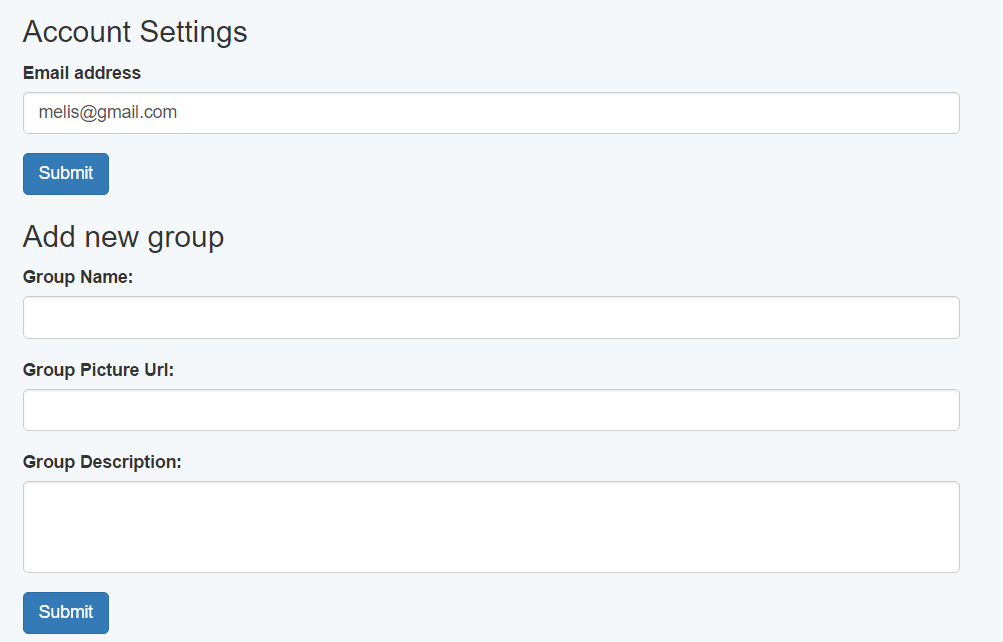 Account Settings
Email address
melis@gmail.com
Submit
Add new group
Group Name:
Group Picture Url:
Group Description:
Submit